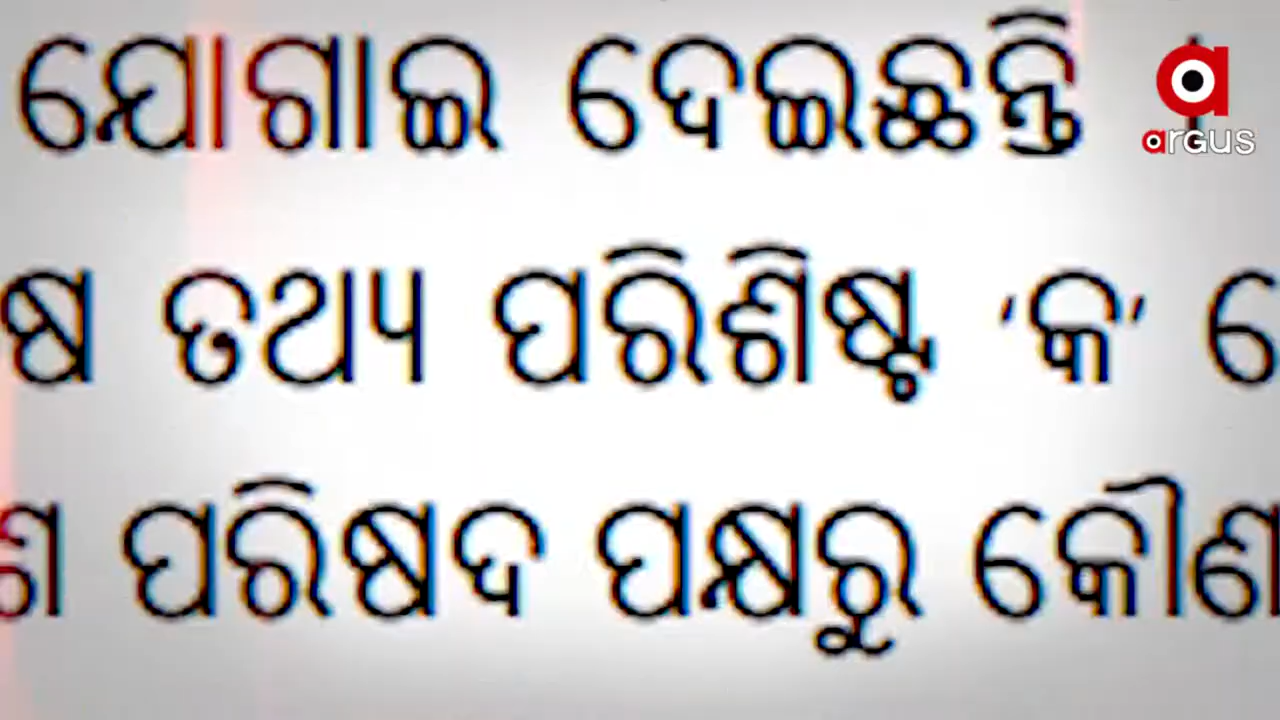 ଯୋଗାଇ ଦେଇଛନ୍ତି ।
argus
ତଥ୍ୟ ପରିଶିଷ୍ଟ ‘କ’
ପରିଷଦ ପକ୍ଷରୁ